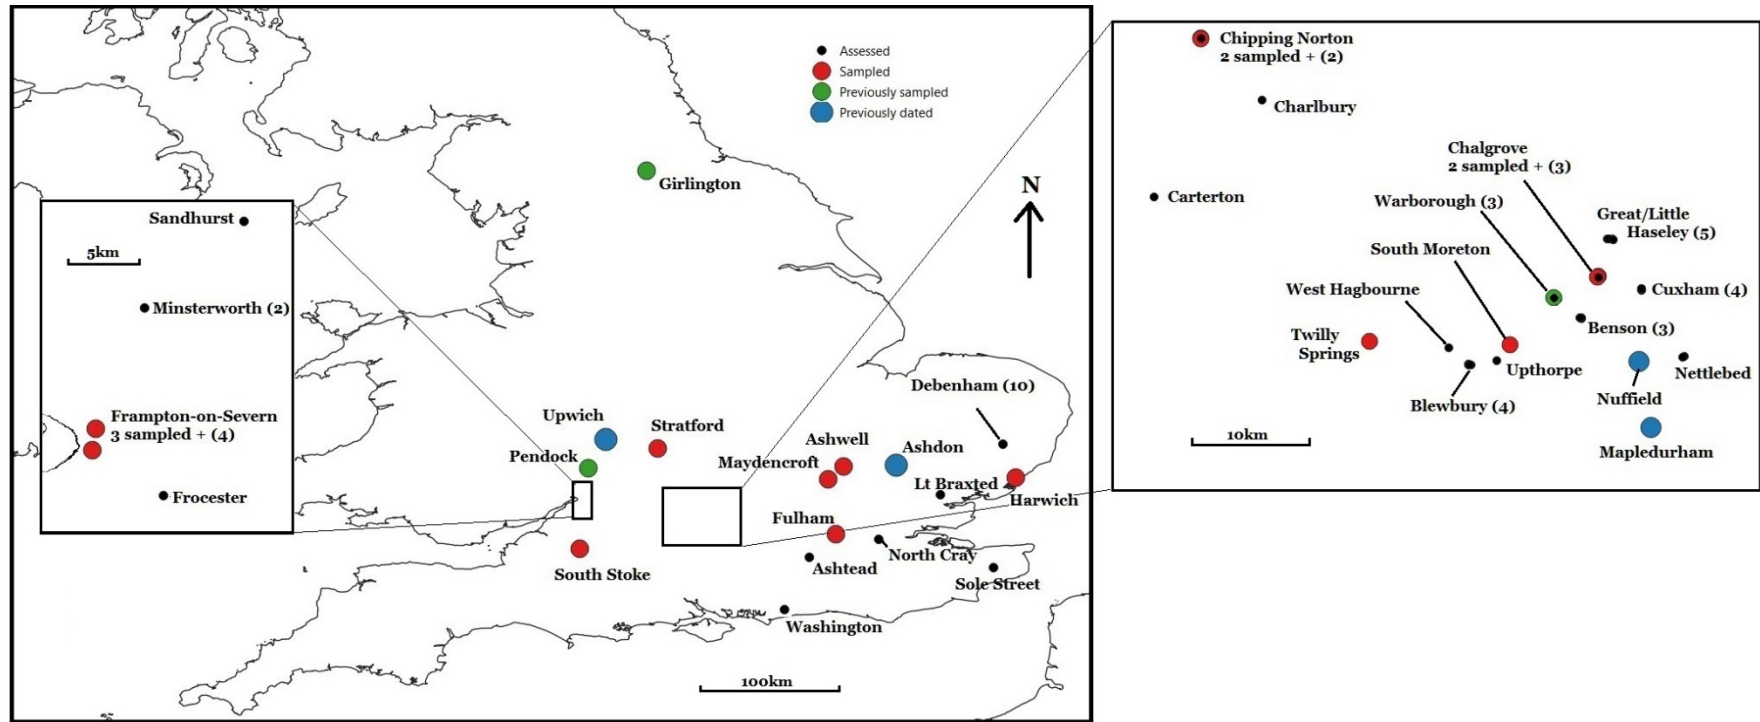 Assessed
Sampled
Previously sampled
Previously dated
Girlington
N
Sandhurst
5km
Minsterworth (2)
Frampton-on-Severn
3 sampled + (4)
Frocester
Debenham (10)
Upwich
Stratford
Pendock
Ashwell
Maydencroft
Ashdon
Lt Braxted
Harwich
Fulham
North Cray
Ashtead
South Stoke
Sole Street
Washington
100km
Chipping Norton
2 sampled + (2)
Charlbury
Chalgrove
2 sampled + (3)
Carterton
Warborough (3)
Great/Little
Haseley (5)
South Moreton
West Hagbourne
Cuxham (4)
Benson (3)
Twilly
Springs
Upthorpe
Nettlebed
Blewbury (4)
Nuffield
10km
Mapledurham